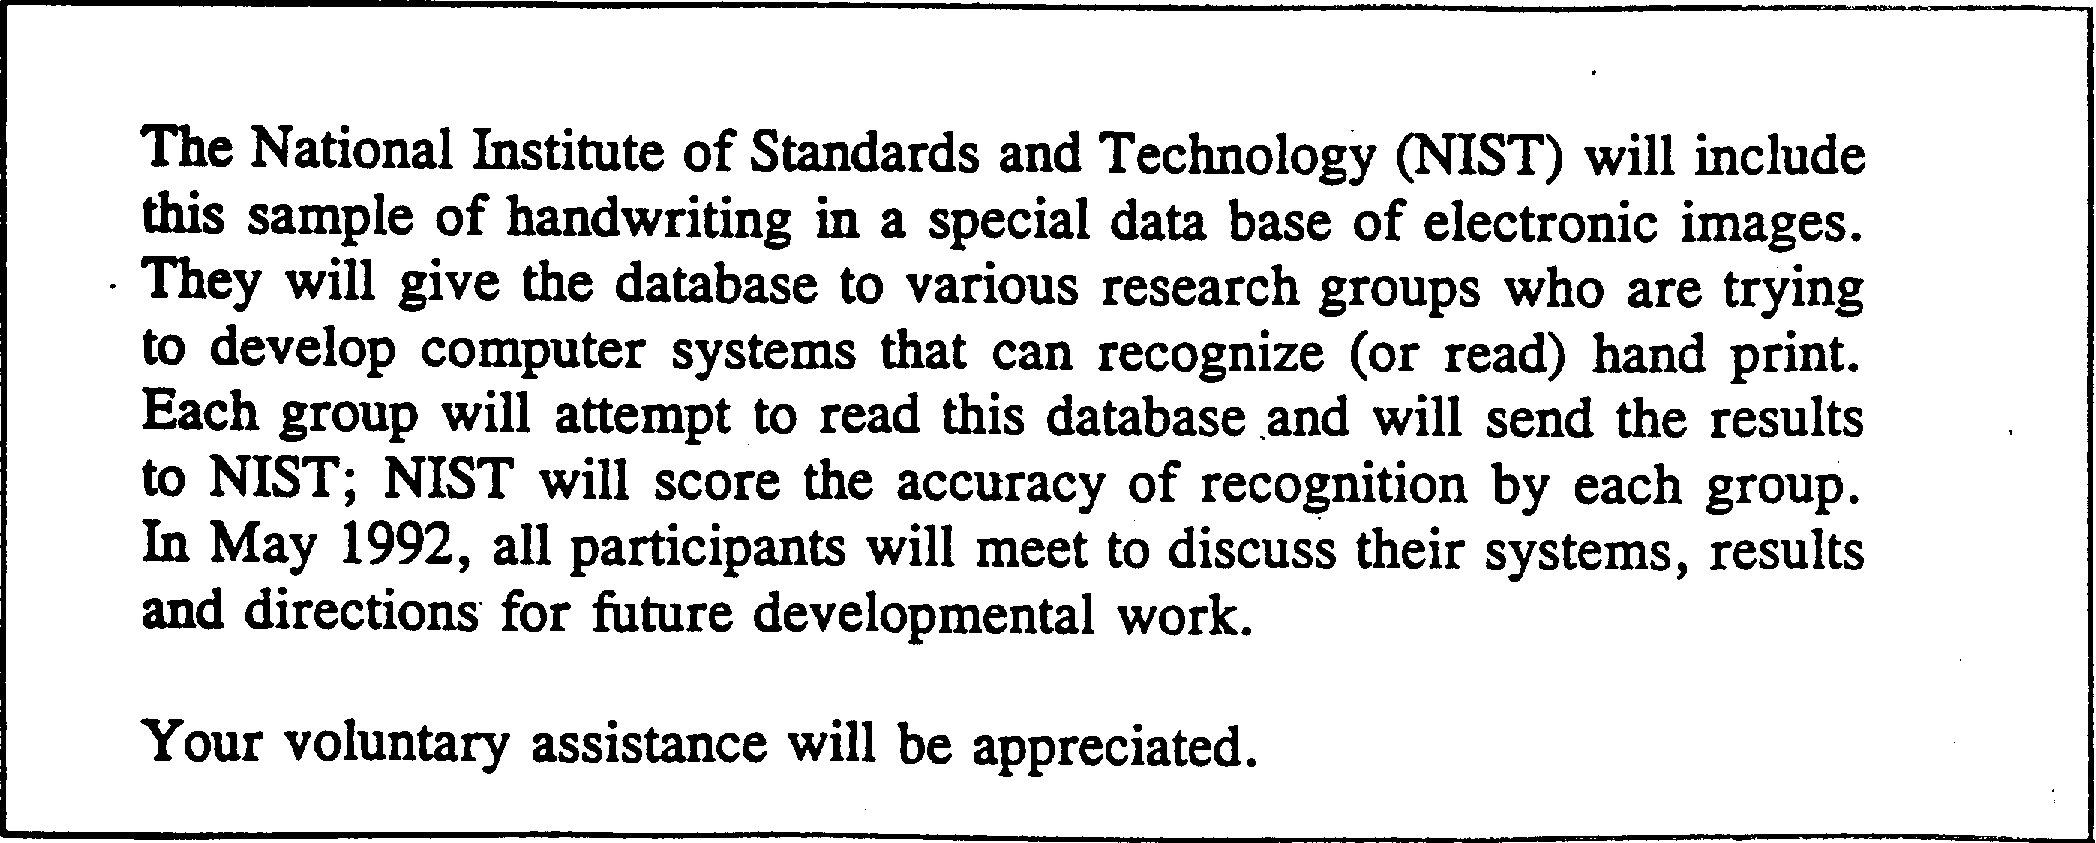 The National Institute of Standards and Technology (NIST) will include
this sample of handwriting in a special data base of electronic images.
They will give the database to various research groups who are trying
to develop computer systems that can recognize (or read) hand print.
Each group will attempt to read this database and will send the results
to NIST; NIST will score the accuracy of recognition by each group.
In May 1992, all participants will meet to discuss their systems, results
and directions for future developmental work.
Your voluntary assistance will be appreciated.